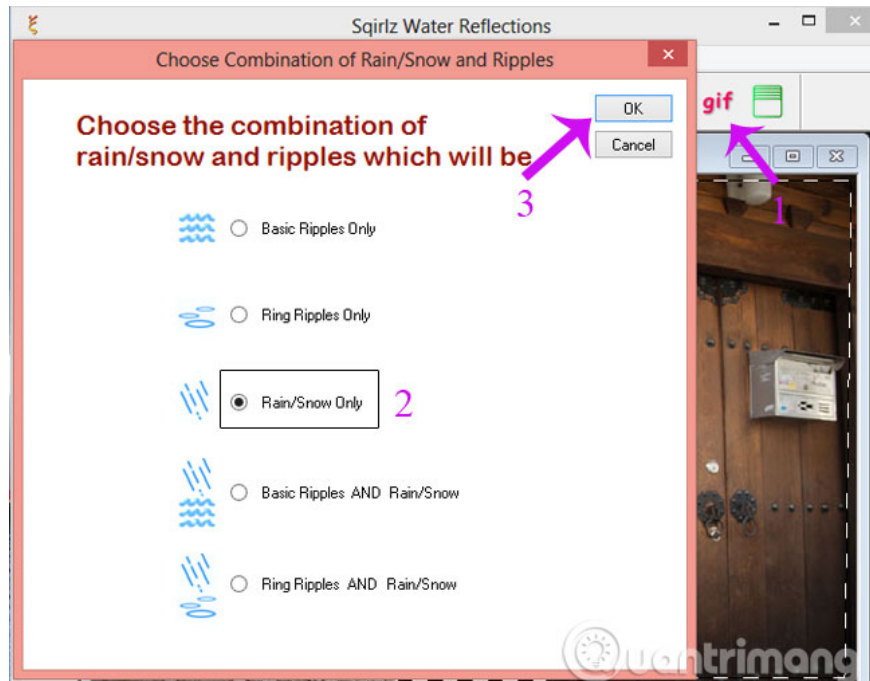 Sqirlz Water Reflections
Choose Combination of Rain/Snow and Ripples
Choose the combination of
rain/snow and ripples which will be
OK
Cancel
gif
1
2
3
Basic Ripples Only
Ring Ripples Only
Rain/Snow Only
Basic Ripples AND Rain/Snow
Ring Ripples AND Rain/Snow
Quantrimang